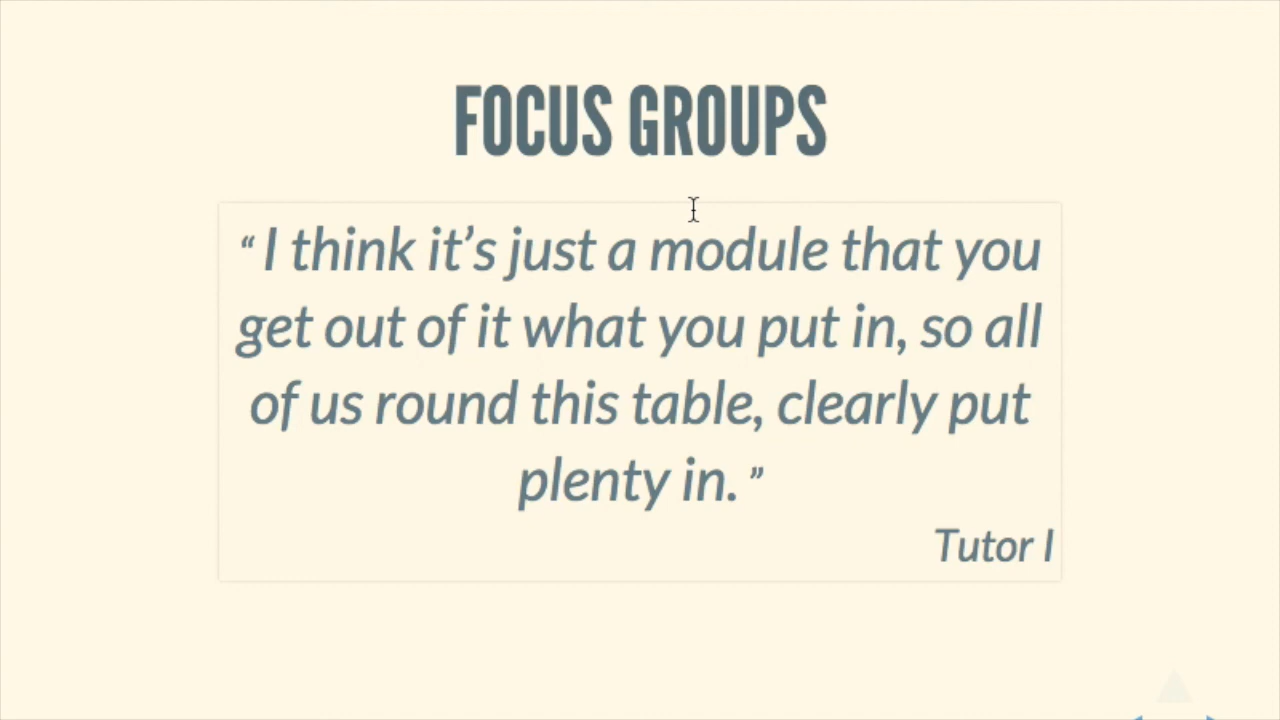 FOCUS GROUPS
“ I think it’s just a module that you
get out of it what you put in, so all
of us round this table, clearly put
plenty in. ”
Tutor I